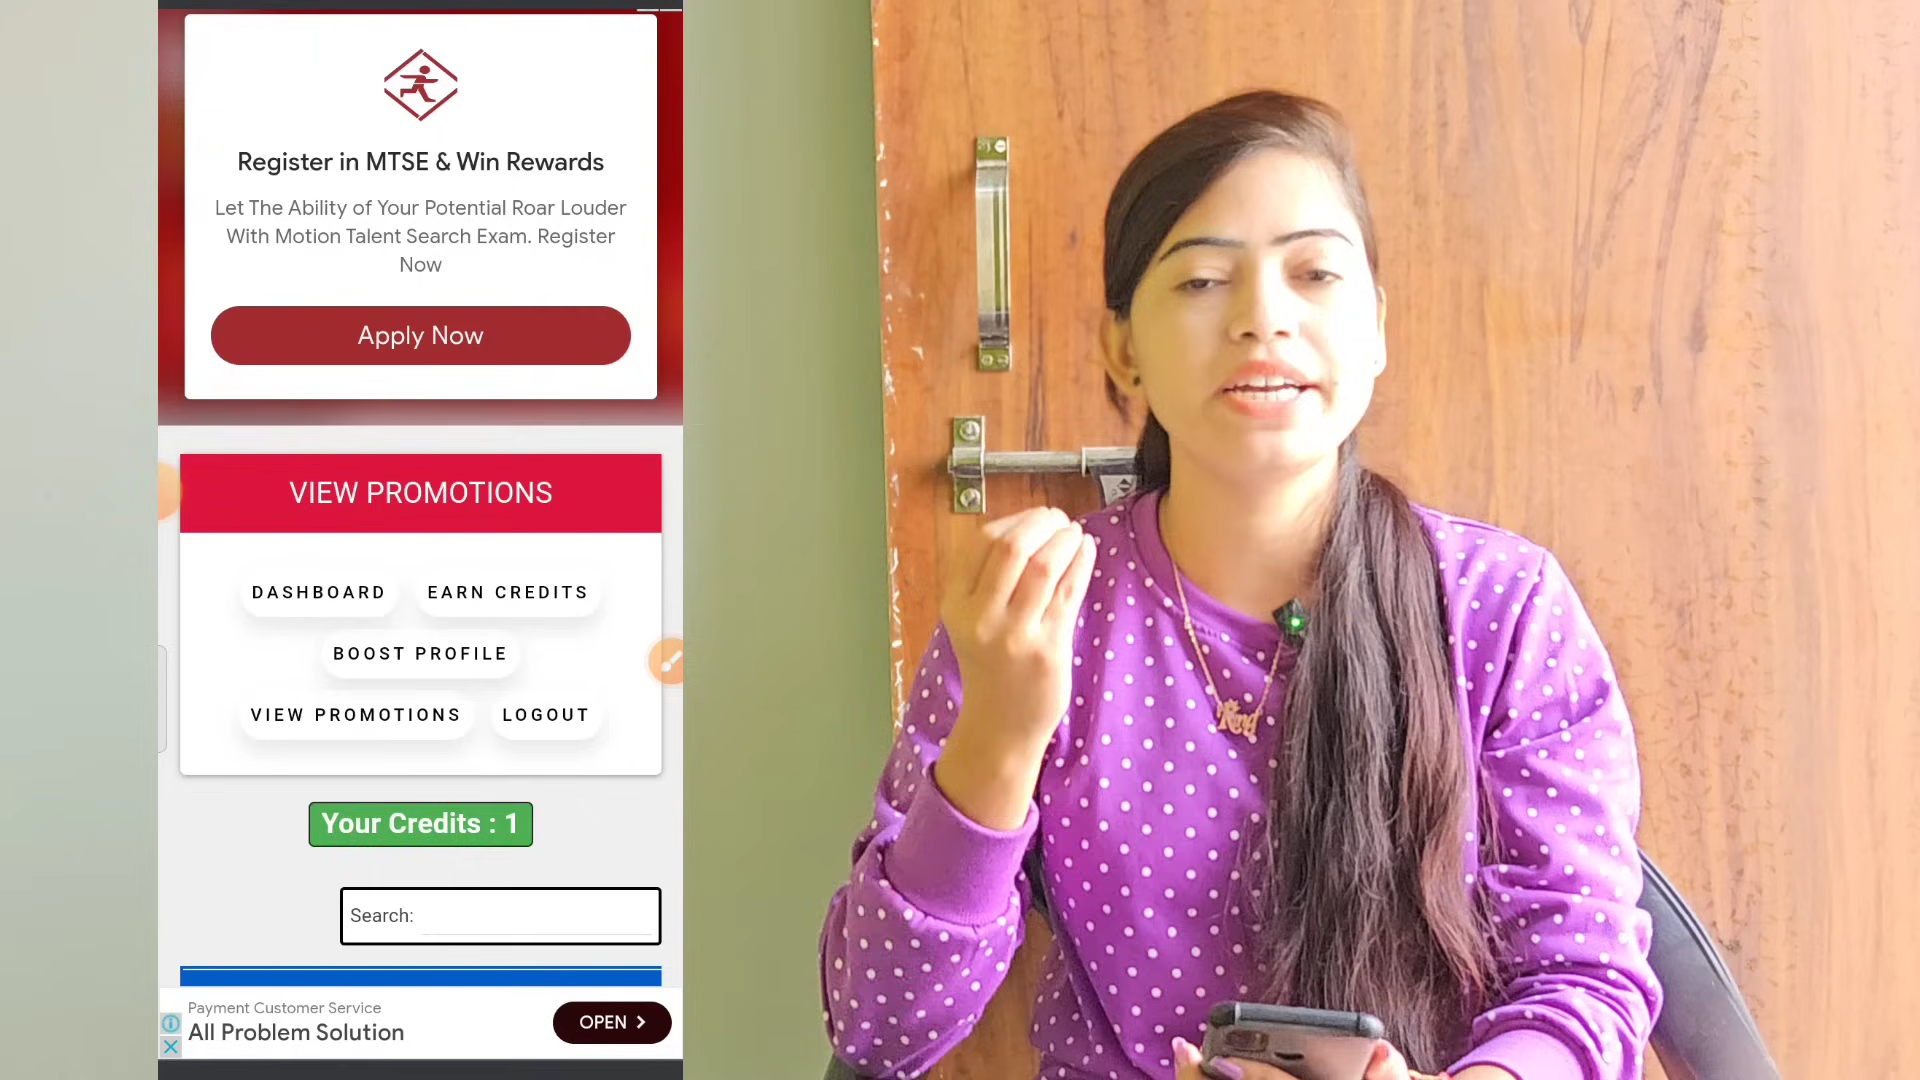 Register in MTSE & Win Rewards
Let The Ability of Your Potential Roar Louder
With Motion Talent Search Exam. Register
Now
Apply Now
VIEW PROMOTIONS
DASHBOARD
EARN CREDITS
BOOST PROFILE
VIEW PROMOTIONS
LOGOUT
Your Credits : 1
Search:
Payment Customer Service
All Problem Solution
OPEN